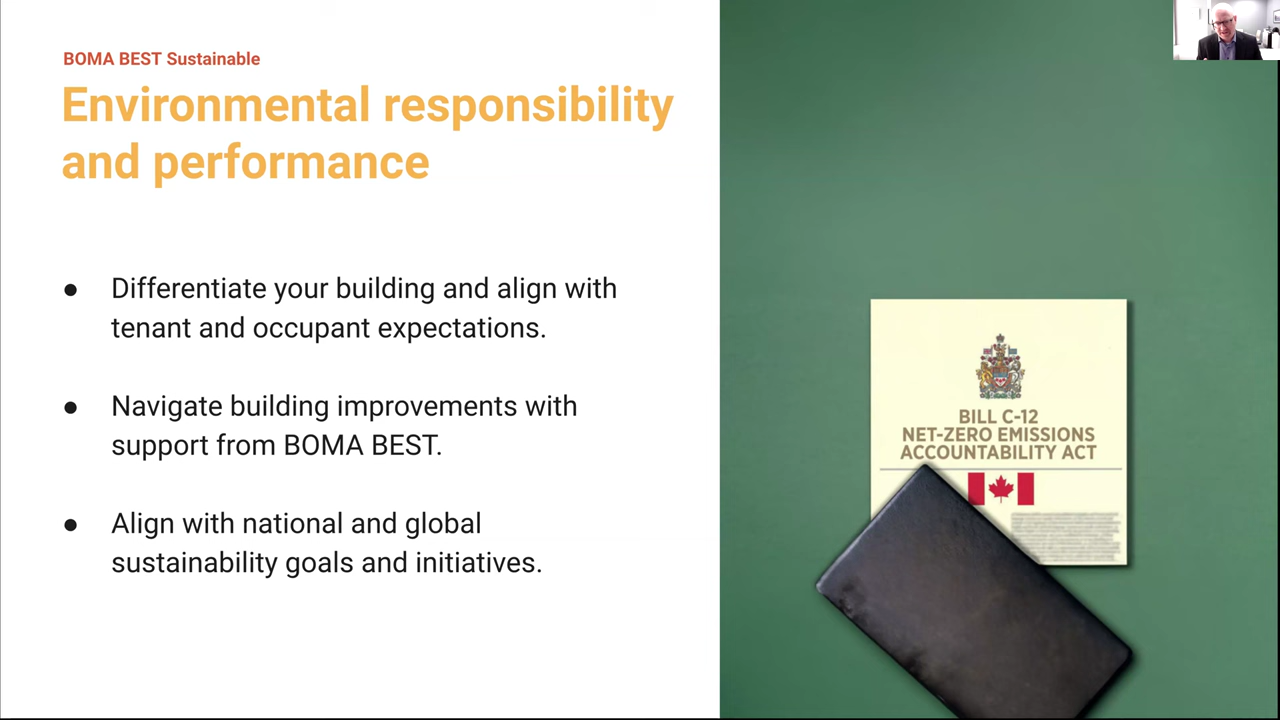 BOMA BEST Sustainable
Environmental responsibility
and performance
● Differentiate your building and align with
tenant and occupant expectations.
● Navigate building improvements with
support from BOMA BEST.
● Align with national and global
sustainability goals and initiatives.
BILL C-12
NET-ZERO EMISSIONS
ACCOUNTABILITY ACT